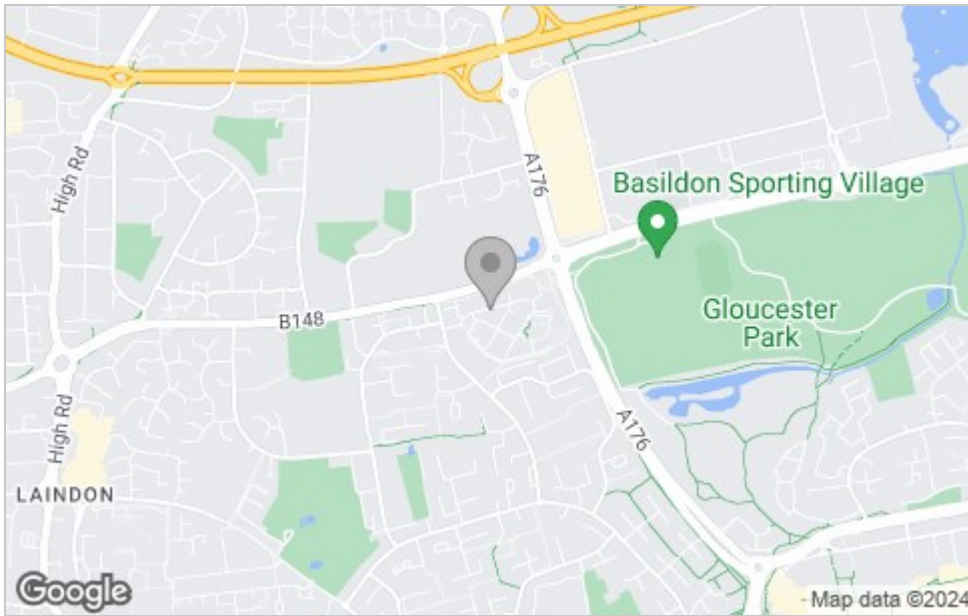 High Rd
A176
Basildon Sporting Village
Gloucester
Park
B148
A176
High Rd
LAINDON
Google
Map data ©2024